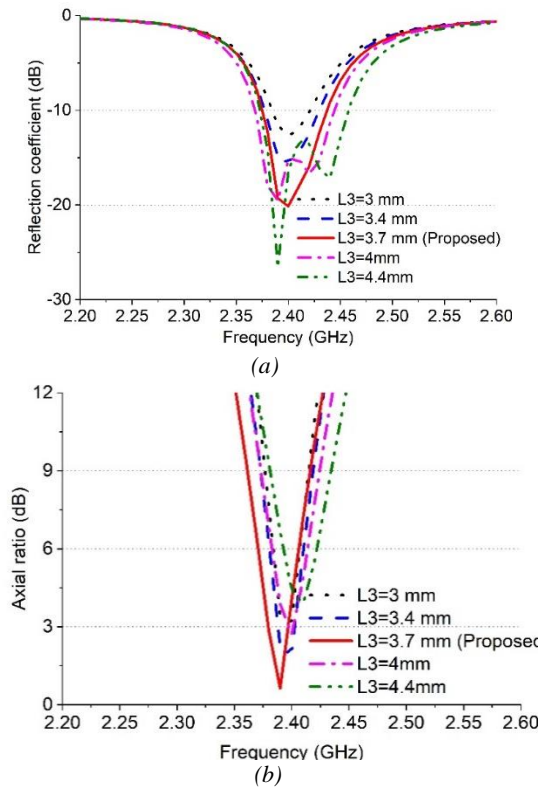 0
-10
-20
-30
Reflection coefficient (dB)
L3=3 mm
L3=3.4 mm
L3=3.7 mm (Proposed)
L3=4mm
L3=4.4mm
2.20 2.25 2.30 2.35 2.40 2.45 2.50 2.55 2.60
Frequency (GHz)
(a)
12
9
6
3
0
Axial ratio (dB)
L3=3 mm
L3=3.4 mm
L3=3.7 mm (Proposed
L3=4mm
L3=4.4mm
2.20 2.25 2.30 2.35 2.40 2.45 2.50 2.55 2.60
Frequency (GHz)
(b)